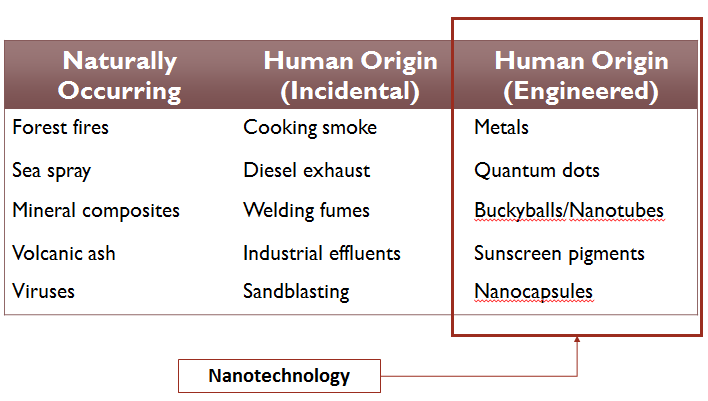 Naturally Occurring
Human Origin (Incidental)
Human Origin (Engineered)
Forest fires
Cooking smoke
Metals
Sea spray
Diesel exhaust
Quantum dots
Mineral composites
Welding fumes
Buckyballs/Nanotubes
Volcanic ash
Industrial effluents
Sunscreen pigments
Viruses
Sandblasting
Nanocapsules
Nanotechnology